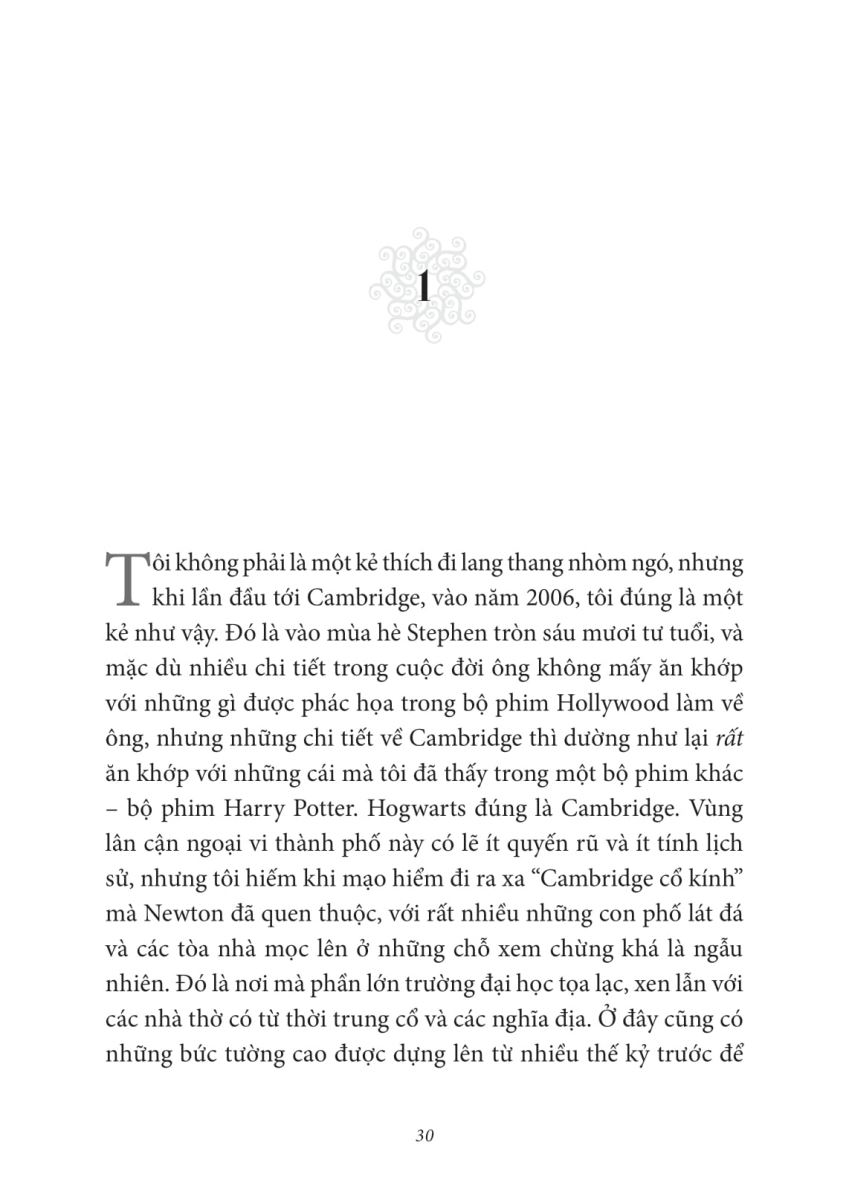 1
Tôi không phải là một kẻ thích đi lang thang nhòm ngó, nhưng
khi lần đầu tới Cambridge, vào năm 2006, tôi đúng là một
kẻ như vậy. Đó là vào mùa hè Stephen tròn sáu mươi tư tuổi, và
mặc dù nhiều chi tiết trong cuộc đời ông không mấy ăn khớp
với những gì được phác họa trong bộ phim Hollywood làm về
ông, nhưng những chi tiết về Cambridge thì dường như lại rất
ăn khớp với những cái mà tôi đã thấy trong một bộ phim khác
– bộ phim Harry Potter. Hogwarts đúng là Cambridge. Vùng
lân cận ngoại vi thành phố này có lẽ ít quyến rũ và ít tính lịch
sử, nhưng tôi hiếm khi mạo hiểm đi ra xa “Cambridge cổ kính”
mà Newton đã quen thuộc, với rất nhiều những con phố lát đá
và các tòa nhà mọc lên ở những chỗ xem chừng khá là ngẫu
nhiên. Đó là nơi mà phần lớn trường đại học tọa lạc, xen lẫn với
các nhà thờ có từ thời trung cổ và các nghĩa địa. Ở đây cũng có
những bức tường cao được dựng lên từ nhiều thế kỷ trước để
30